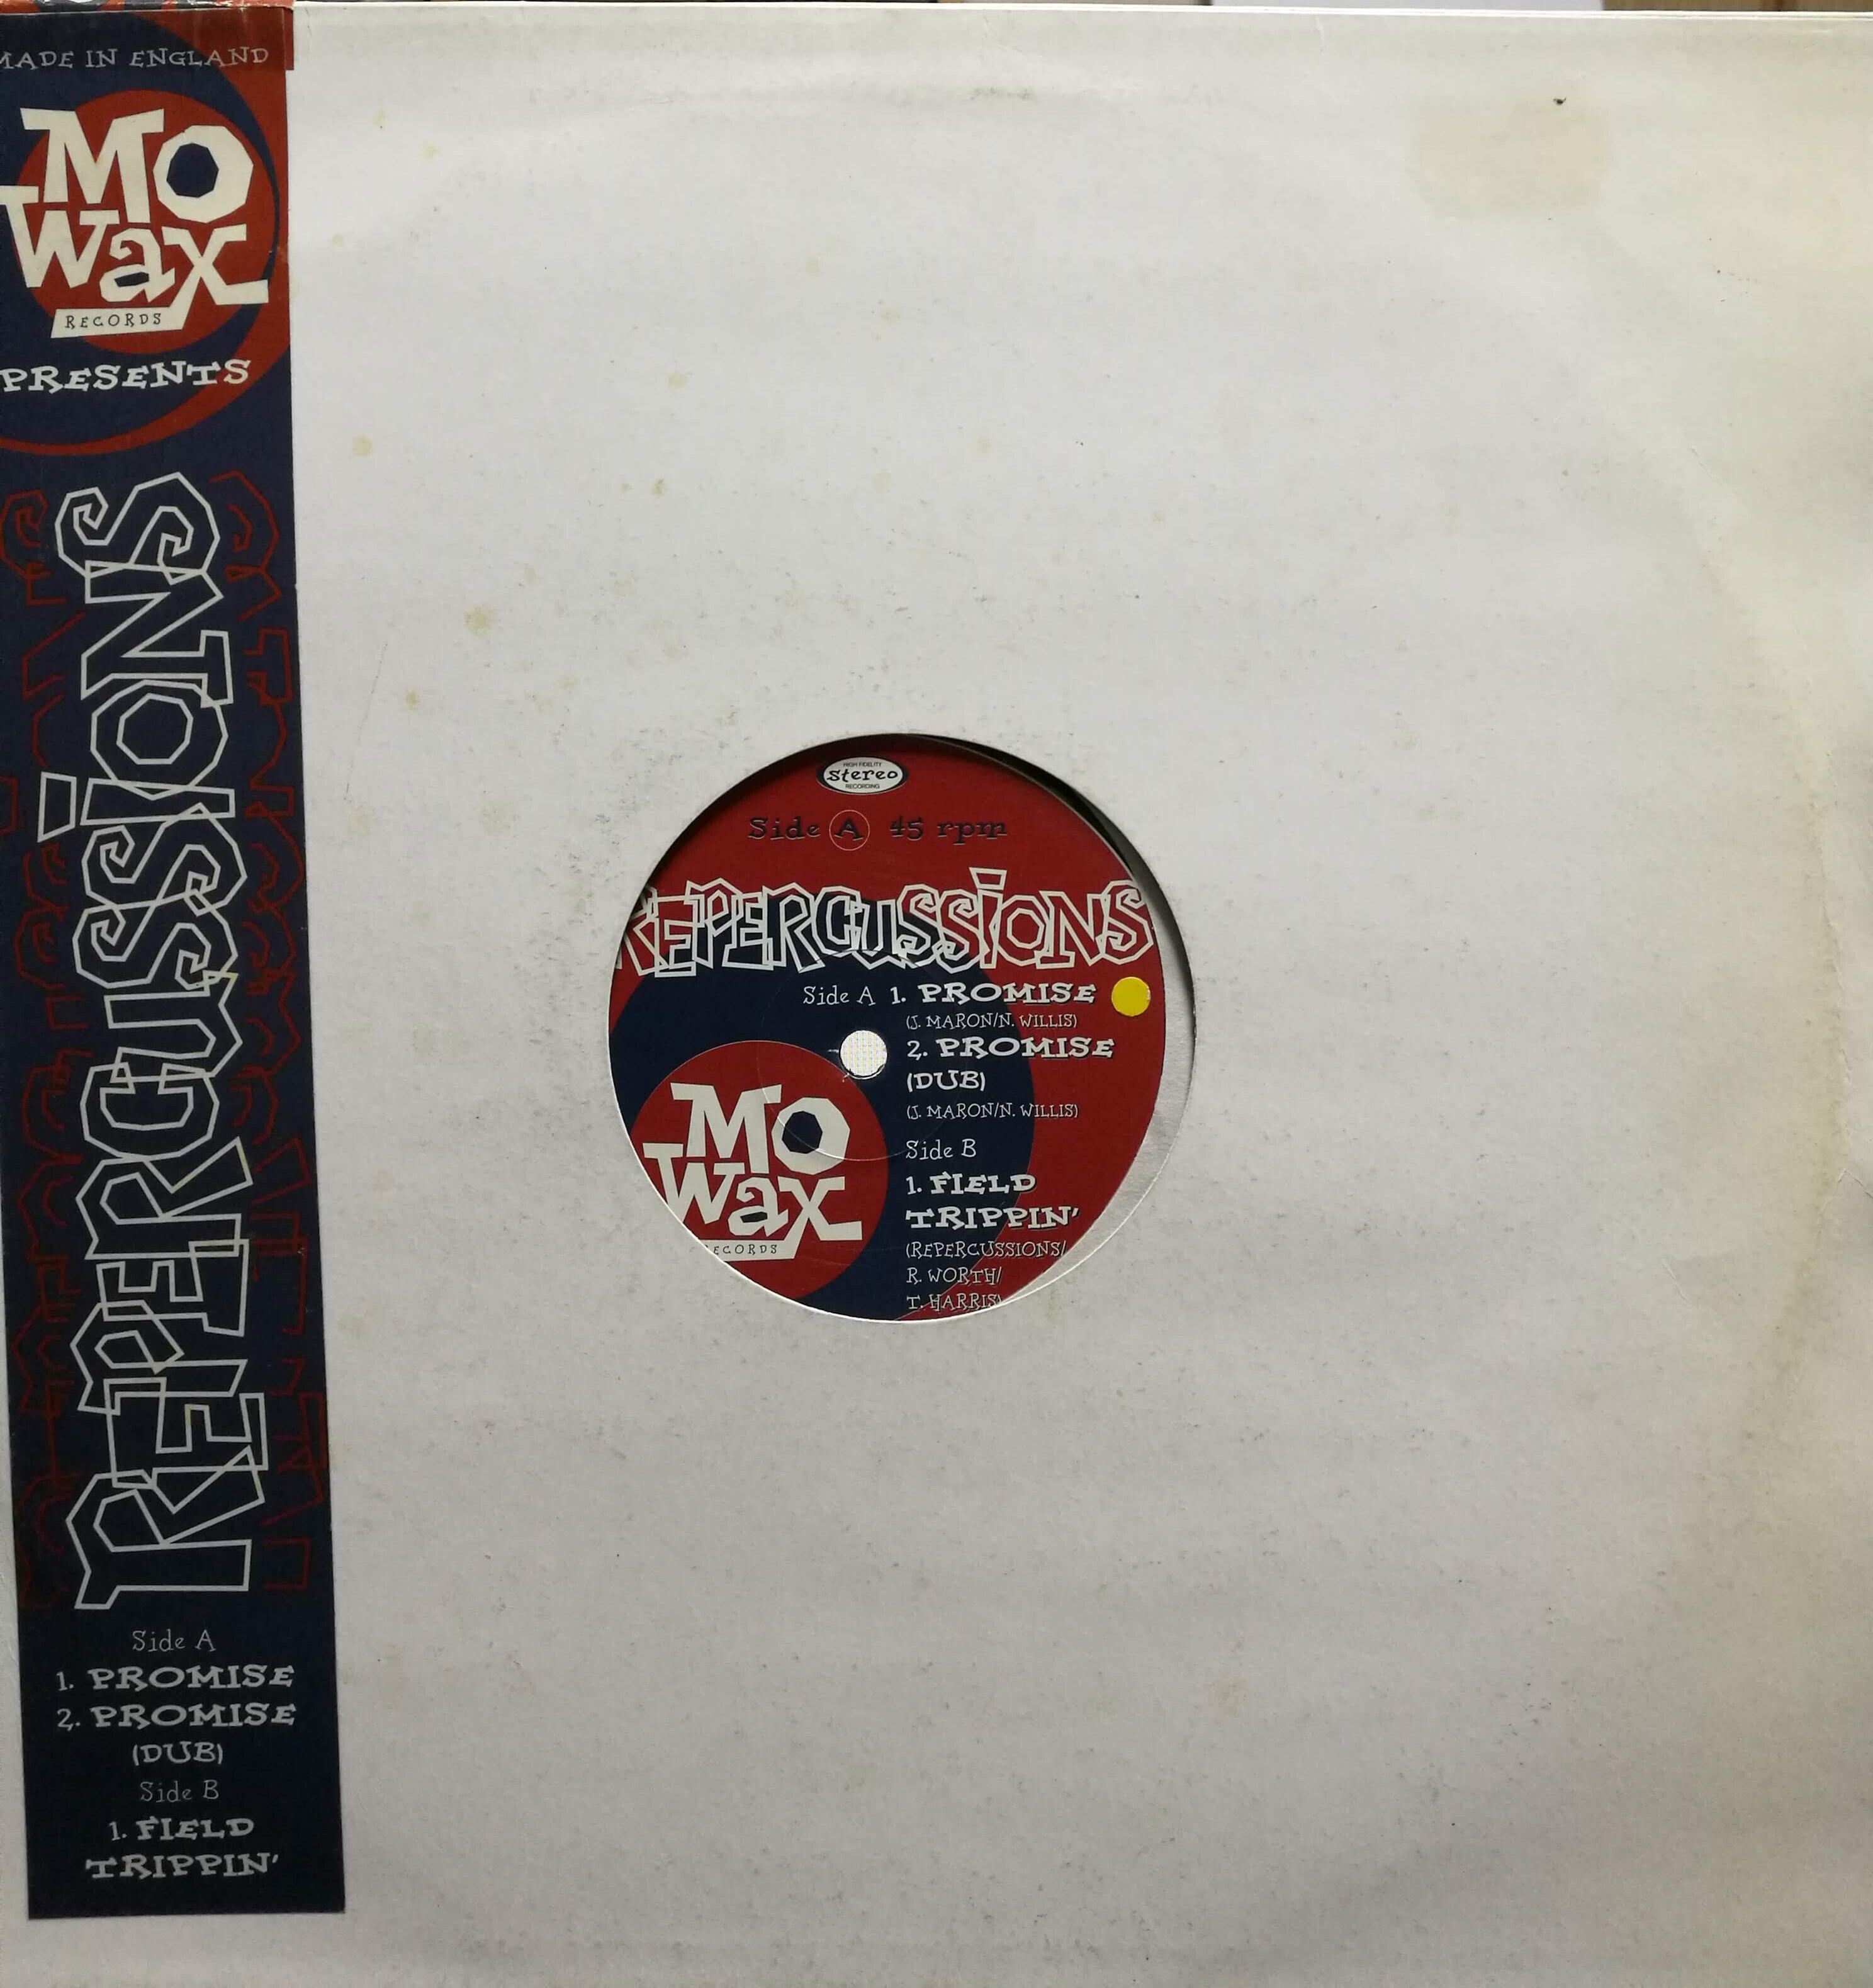 MADE IN ENGLAND
MO
WAX
RECORDS
PRESENTS
REPERCUSSIONS
Side A
1. PROMISE
2. PROMISE
(DUB)
Side B
1. FIELD
TRIPPIN'
HIGH FIDELITY
Stereo
RECORDING
Side A 45 rpm
REPERCUSSIONS
Side A 1. PROMISE
(J. MARON/N. WILLIS)
2. PROMISE
(DUB)
(J. MARON/N. WILLIS)
Side B
1. FIELD
TRIPPIN'
(REPERCUSSIONS/
R. WORTH/
T. HARRIS)
MO
WAX
ECORDS